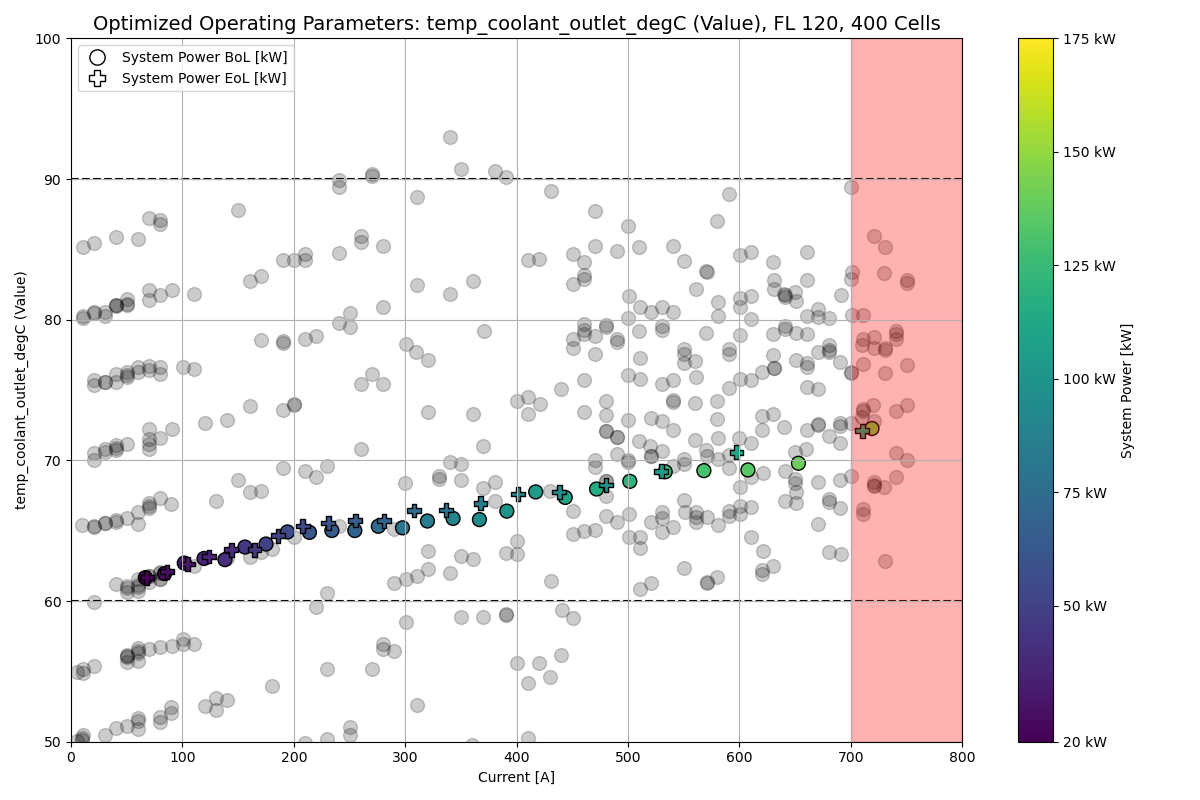 Optimized Operating Parameters: temp_coolant_outlet_degC (Value), FL 120, 400 Cells
System Power BoL [kW]
System Power EoL [kW]
temp_coolant_outlet_degC (Value)
100
90
80
70
60
50
0
100
200
300
400
500
600
700
800
Current [A]
175 kW
150 kW
125 kW
100 kW
75 kW
50 kW
20 kW
System Power [kW]